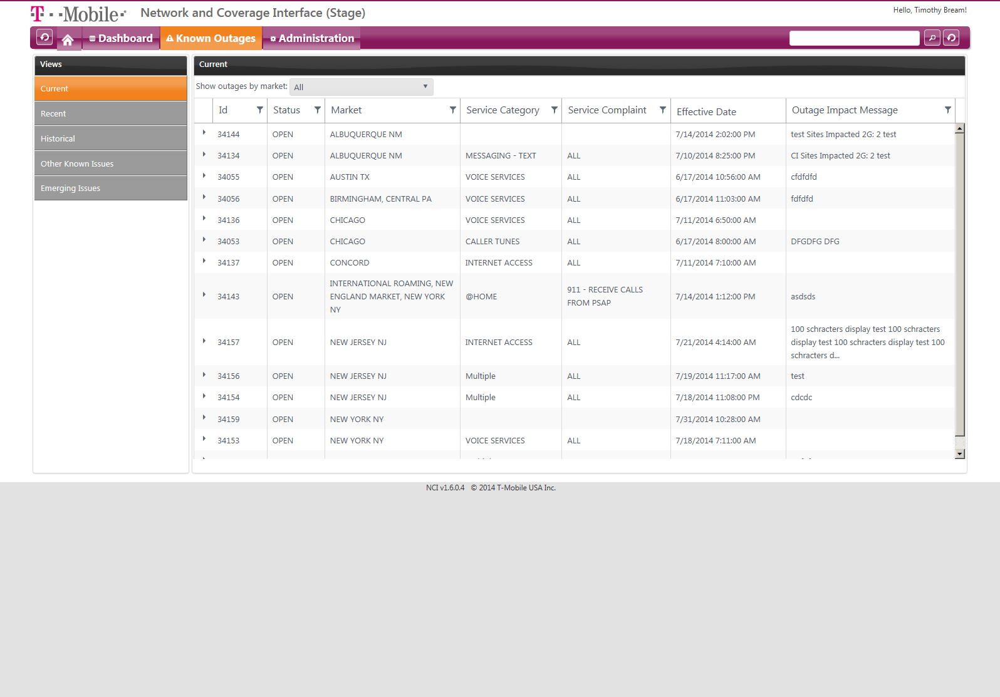 T··Mobile· Network and Coverage Interface (Stage)
Hello, Timothy Bream!
Dashboard Known Outages Administration
Views
Current
Recent
Historical
Other Known Issues
Emerging Issues
Current
Show outages by market: All
Id Status Market Service Category Service Complaint Effective Date Outage Impact Message
34144 OPEN ALBUQUERQUE NM 7/14/2014 2:02:00 PM test Sites Impacted 2G: 2 test
34134 OPEN ALBUQUERQUE NM MESSAGING - TEXT ALL 7/10/2014 8:25:00 PM CI Sites Impacted 2G: 2 test
34055 OPEN AUSTIN TX VOICE SERVICES ALL 6/17/2014 10:56:00 AM cfdfdfd
34056 OPEN BIRMINGHAM, CENTRAL PA VOICE SERVICES ALL 6/17/2014 11:03:00 AM fdfdfd
34136 OPEN CHICAGO VOICE SERVICES ALL 7/11/2014 6:50:00 AM
34053 OPEN CHICAGO CALLER TUNES ALL 6/17/2014 8:00:00 AM DFGDFG DFG
34137 OPEN CONCORD INTERNET ACCESS ALL 7/11/2014 7:10:00 AM
34143 OPEN
INTERNATIONAL ROAMING, NEW
ENGLAND MARKET, NEW YORK
NY
@HOME
911 - RECEIVE CALLS
FROM PSAP
7/14/2014 1:12:00 PM asdsds
34157 OPEN NEW JERSEY NJ INTERNET ACCESS ALL 7/21/2014 4:14:00 AM
100 schracters display test 100 schracters
display test 100 schracters display test 100
schracters d...
34156 OPEN NEW JERSEY NJ Multiple ALL 7/19/2014 11:17:00 AM test
34154 OPEN NEW JERSEY NJ Multiple ALL 7/18/2014 11:08:00 PM cdcdc
34159 OPEN NEW YORK NY 7/31/2014 10:28:00 AM
34153 OPEN NEW YORK NY VOICE SERVICES ALL 7/18/2014 7:11:00 AM
NCI v1.6.0.4 © 2014 T-Mobile USA Inc.